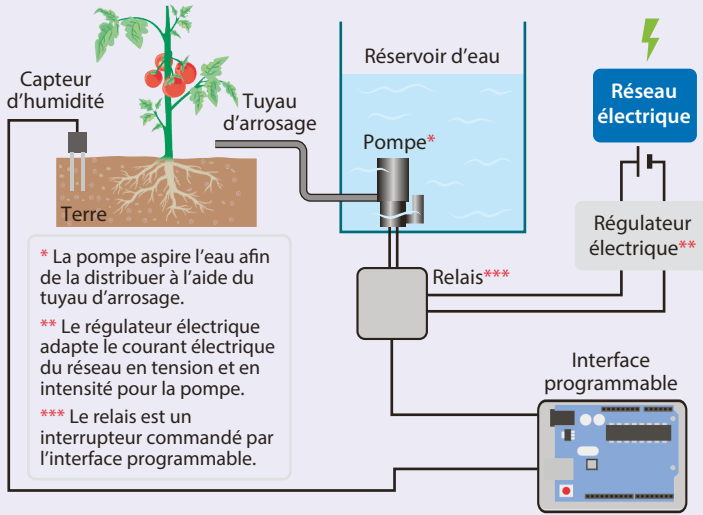 Capteur
d'humidité
Tuyau
d'arrosage
Terre
Réservoir d'eau
Pompe*
Réseau
électrique
Régulateur
électrique**
Relais***
Interface
programmable
* La pompe aspire l'eau afin
de la distribuer à l'aide du
tuyau d'arrosage.
** Le régulateur électrique
adapte le courant électrique
du réseau en tension et en
intensité pour la pompe.
*** Le relais est un
interrupteur commandé par
l'interface programmable.